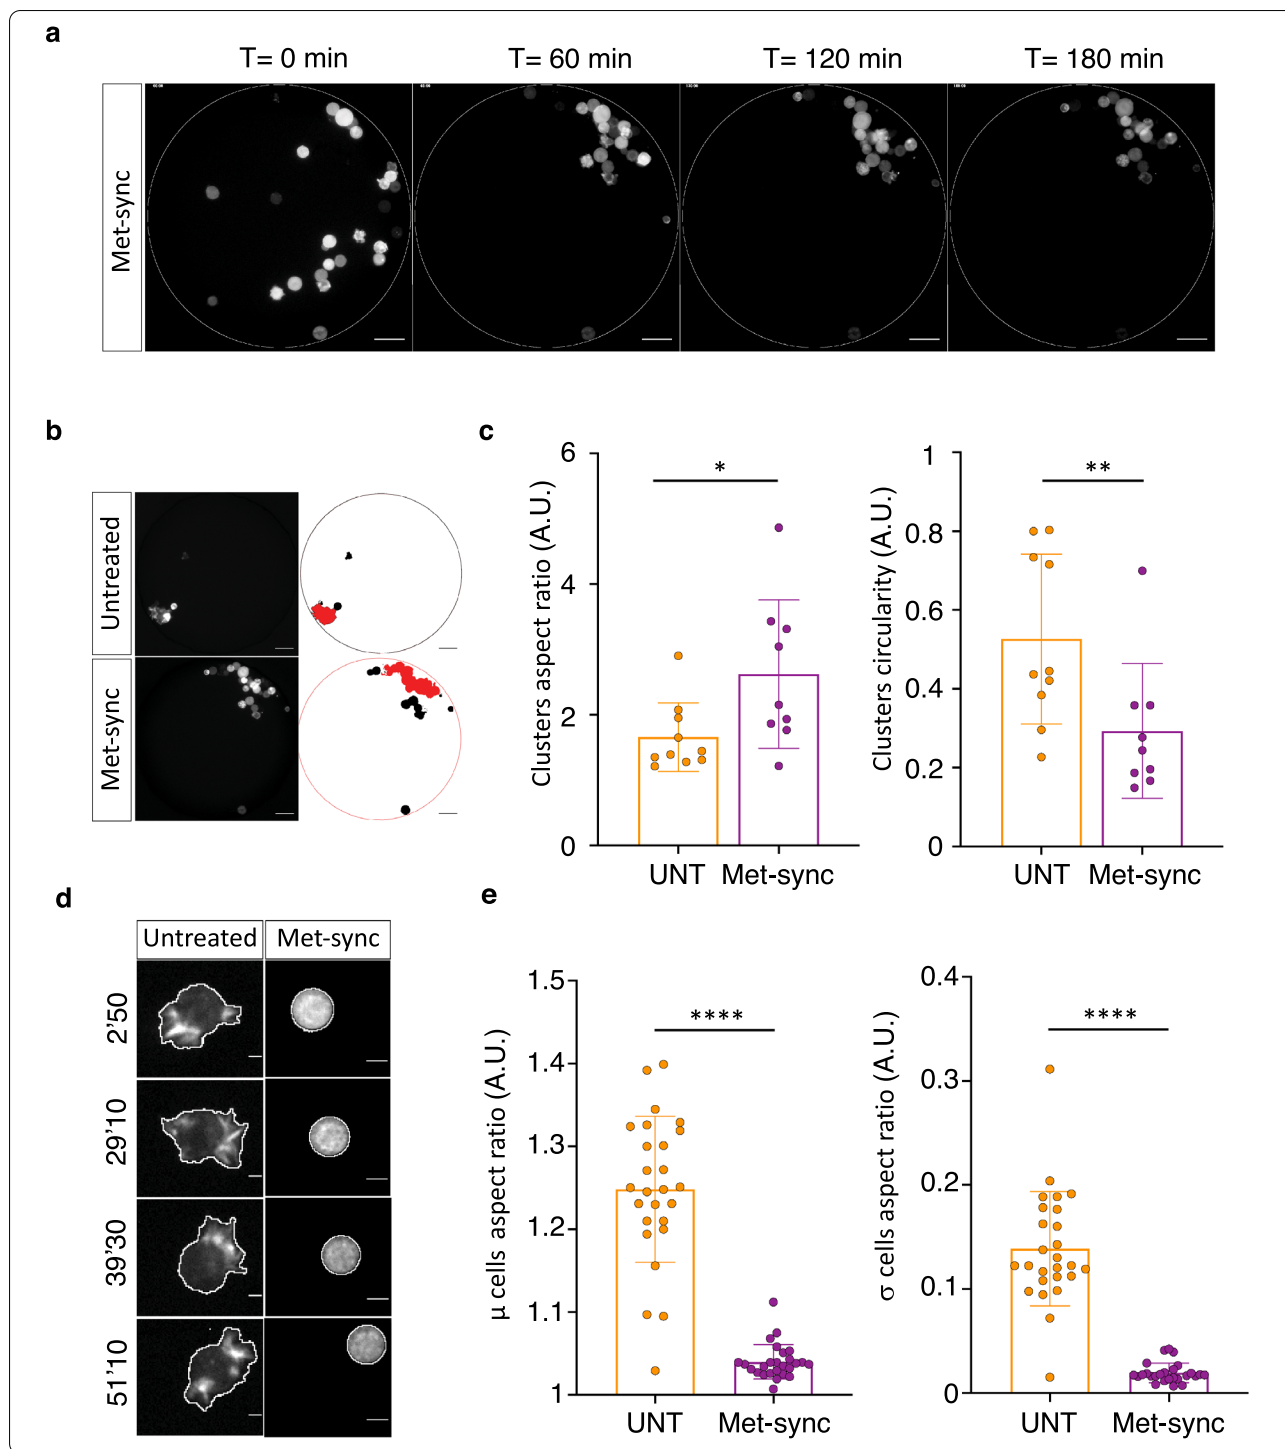 a
T= 0 min
T= 60 min
T= 120 min
T= 180 min
Met-sync
b
Untreated
Met-sync
c
Clusters aspect ratio (A.U.)
6
4
2
0
*
UNT
Met-sync
Clusters circularity (A.U.)
1
0.8
0.6
0.4
0.2
0
**
UNT
Met-sync
d
Untreated
Met-sync
2'50
29'10
39'30
51'10
e
µ cells aspect ratio (A.U.)
1.5
1.4
1.3
1.2
1.1
1
****
UNT
Met-sync
σ cells aspect ratio (A.U.)
0.4
0.3
0.2
0.1
0
****
UNT
Met-sync